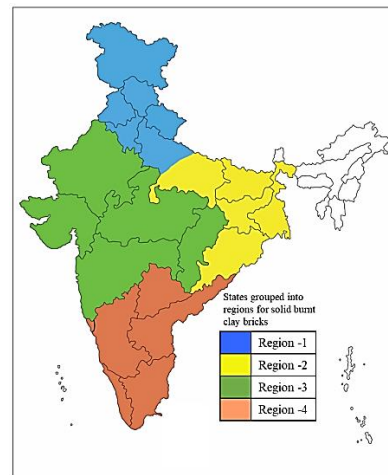 States grouped into
regions for solid burnt
clay bricks
Region -1
Region -2
Region -3
Region -4